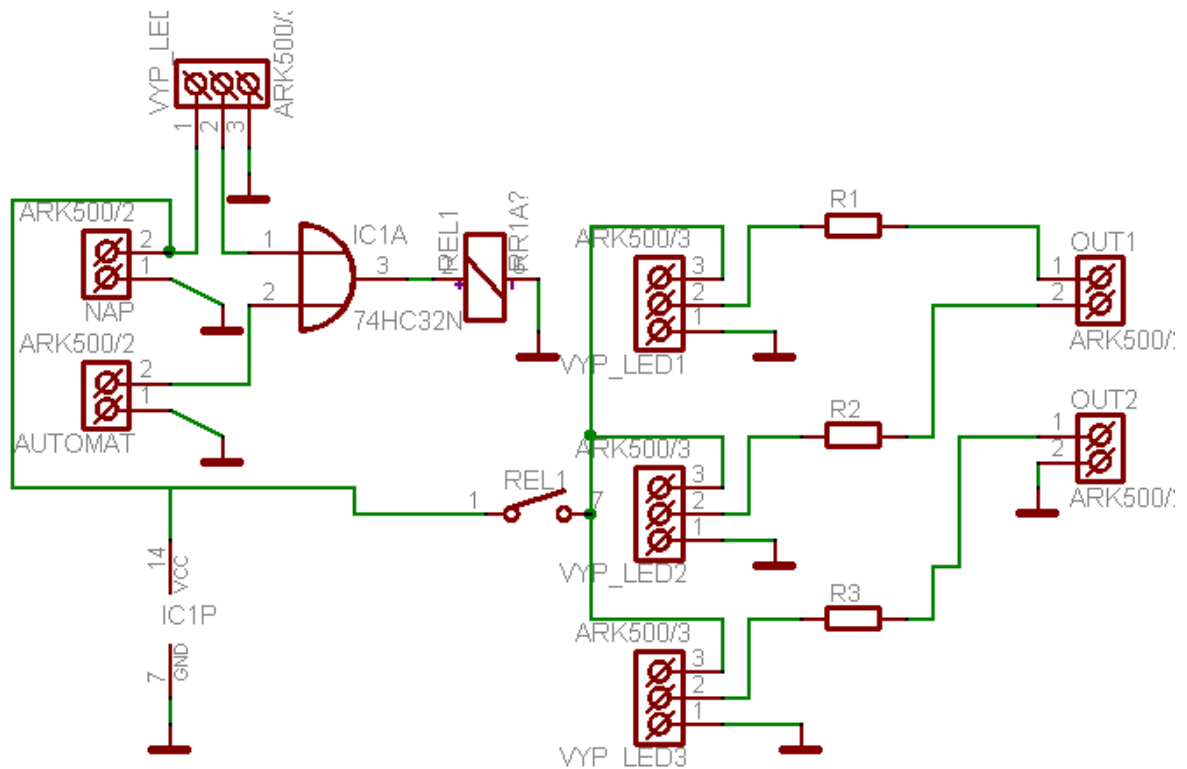 VYP_LED
ARK500/3
1
2
3
ARK500/2
2
1
NAP
ARK500/2
2
1
AUTOMAT
1
2
3
IC1A
74HC32N
REL1
RR1A?
14
VCC
IC1P
7
GND
1
REL1
7
ARK500/3
3
2
1
VYP_LED1
ARK500/3
3
2
1
VYP_LED2
ARK500/3
3
2
1
VYP_LED3
R1
R2
R3
OUT1
1
2
ARK500/
OUT2
1
2
ARK500/